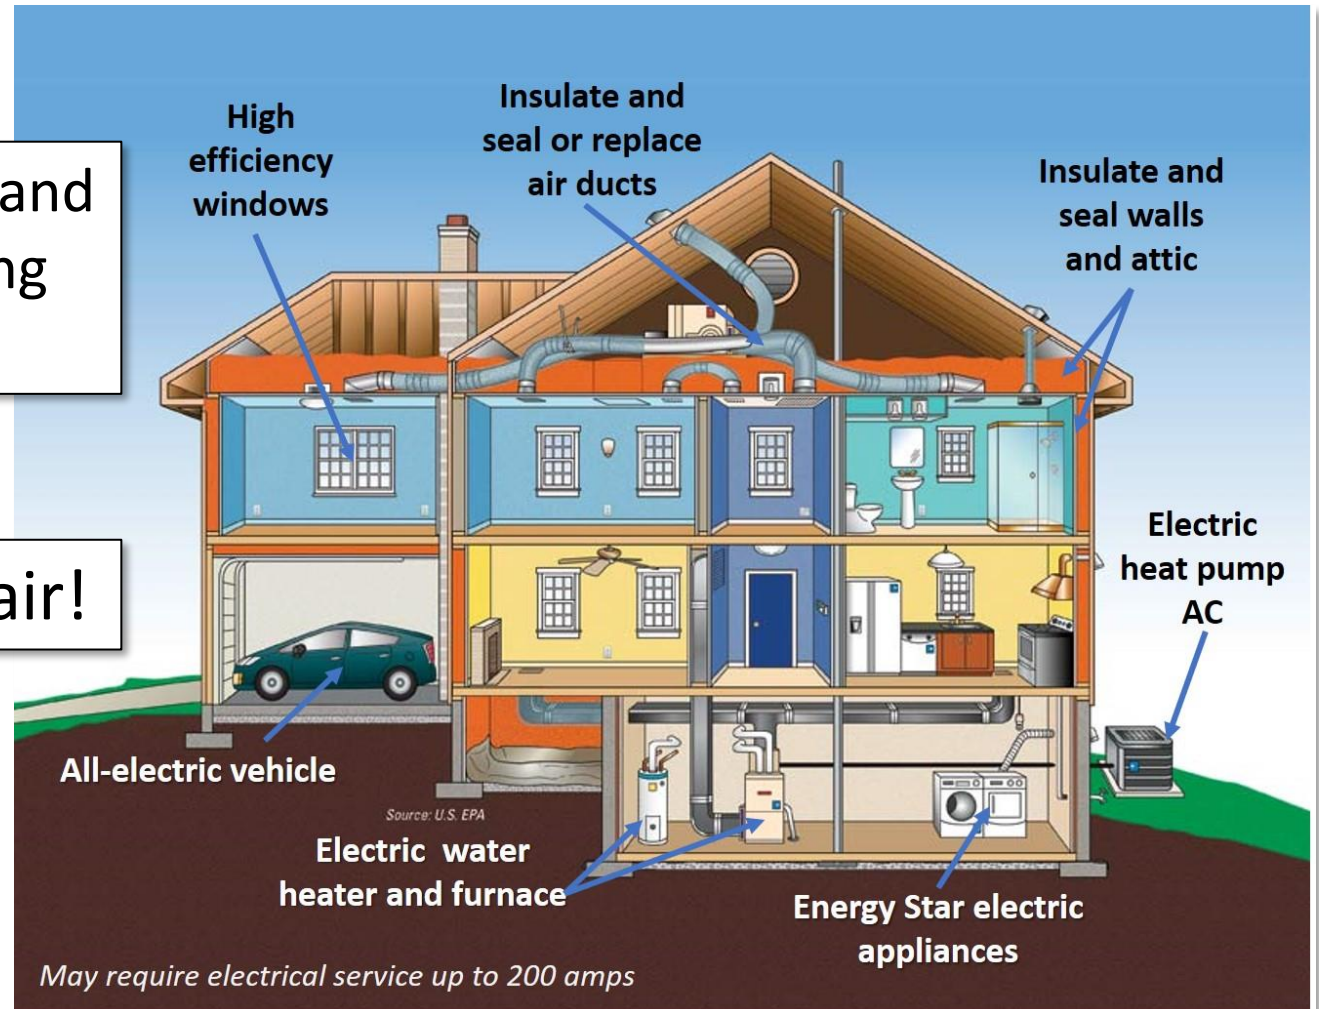 High
efficiency
windows
Insulate and
seal or replace
air ducts
Insulate and
seal walls
and attic
and
ng
air!
Electric
heat pump
AC
All-electric vehicle
Source: U.S. EPA
Electric water
heater and furnace
Energy Star electric
appliances
May require electrical service up to 200 amps